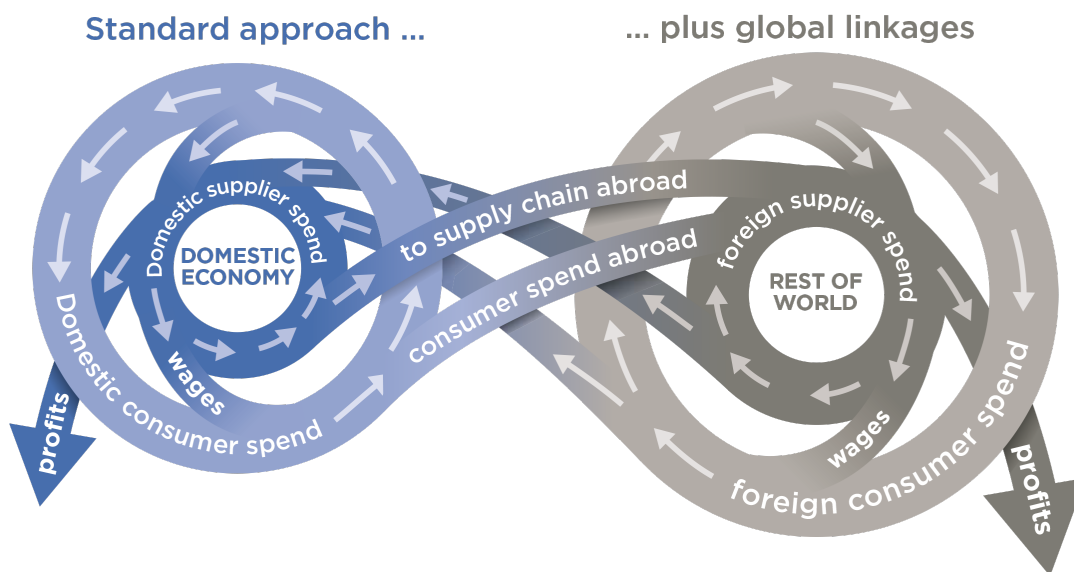 Standard approach ...
... plus global linkages
Domestic supplier spend
DOMESTIC
ECONOMY
Domestic consumer spend
wages
profits
to supply chain abroad
consumer spend abroad
foreign supplier spend
REST OF
WORLD
foreign consumer spend
wages
profits